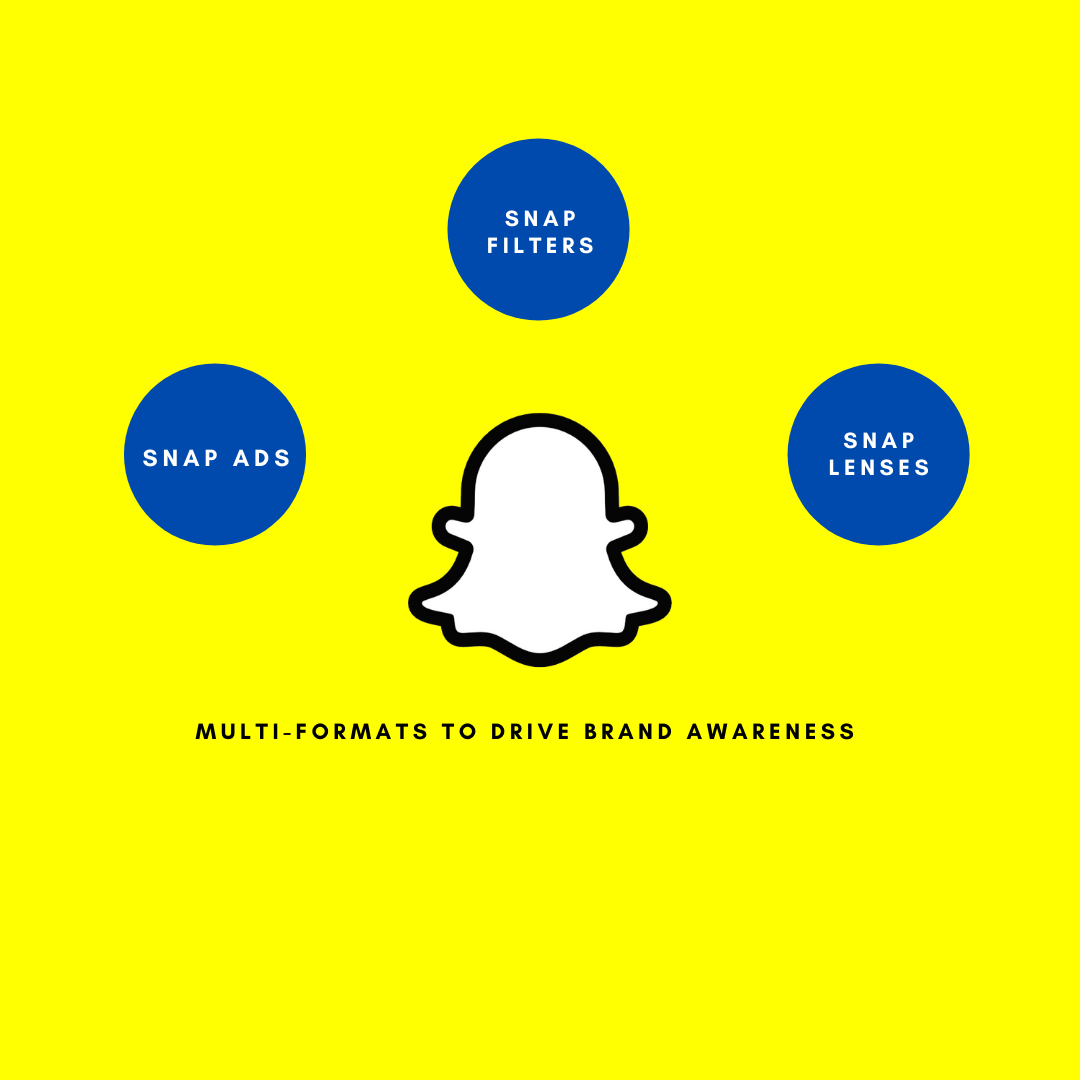 SNAP
FILTERS
SNAP ADS
SNAP
LENSES
MULTI-FORMATS TO DRIVE BRAND AWARENESS